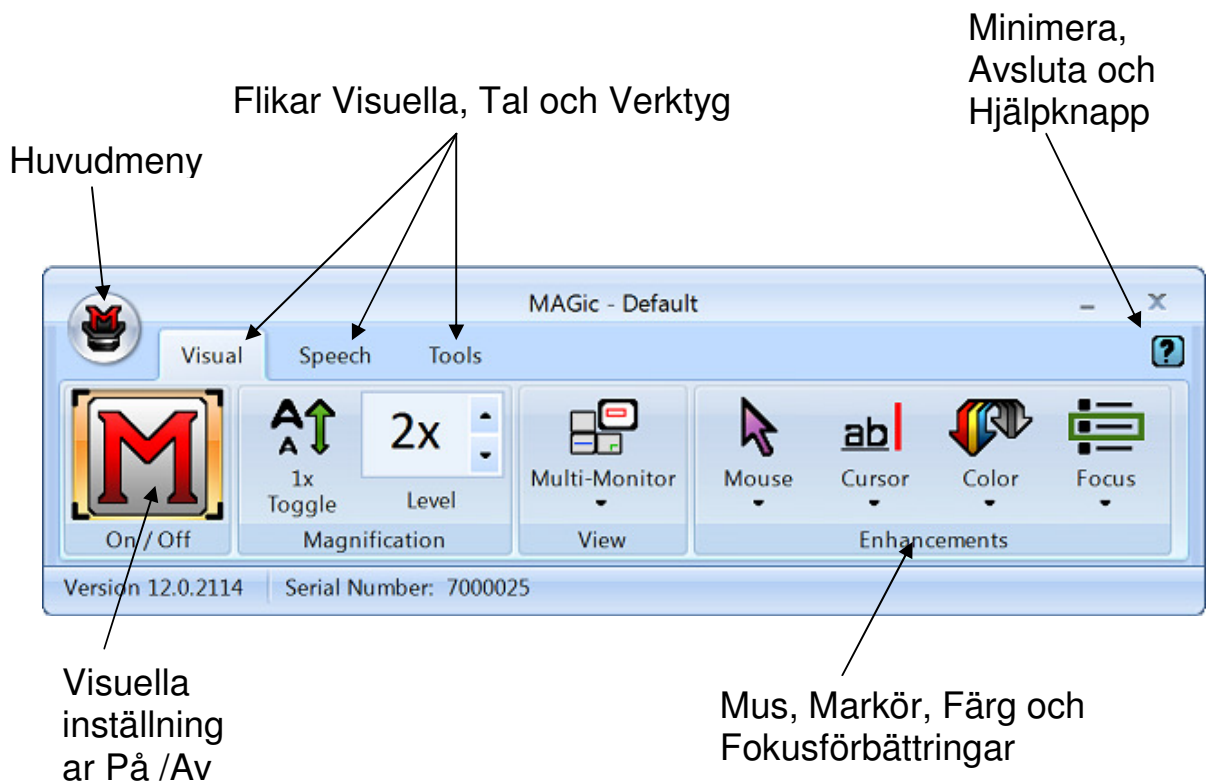 Minimera,
Avsluta och
Hjälpknapp
Flikar Visuella, Tal och Verktyg
Huvudmeny
MAGic - Default
Visual Speech Tools
?
M
2x
ab
1x
Toggle
Level
Multi-Monitor
Mouse Cursor Color Focus
On / Off Magnification View Enhancements
Version 12.0.2114 Serial Number: 7000025
Visuella
inställning
ar På /Av
Mus, Markör, Färg och
Fokusförbättringar